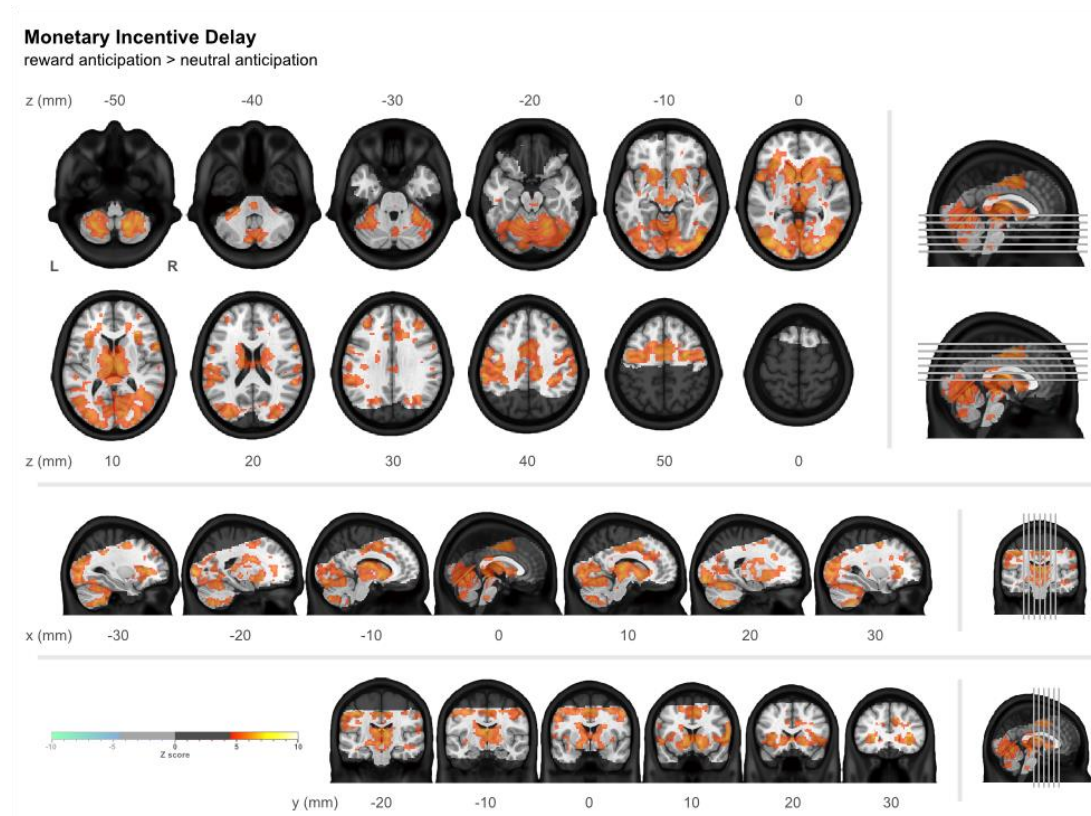 Monetary Incentive Delay
reward anticipation > neutral anticipation
z (mm) -50 -40 -30 -20 -10 0
L R
z (mm) 10 20 30 40 50 0
x (mm) -30 -20 -10 0 10 20 30
-10 -5 0 5 10
Z score
y (mm) -20 -10 0 10 20 30